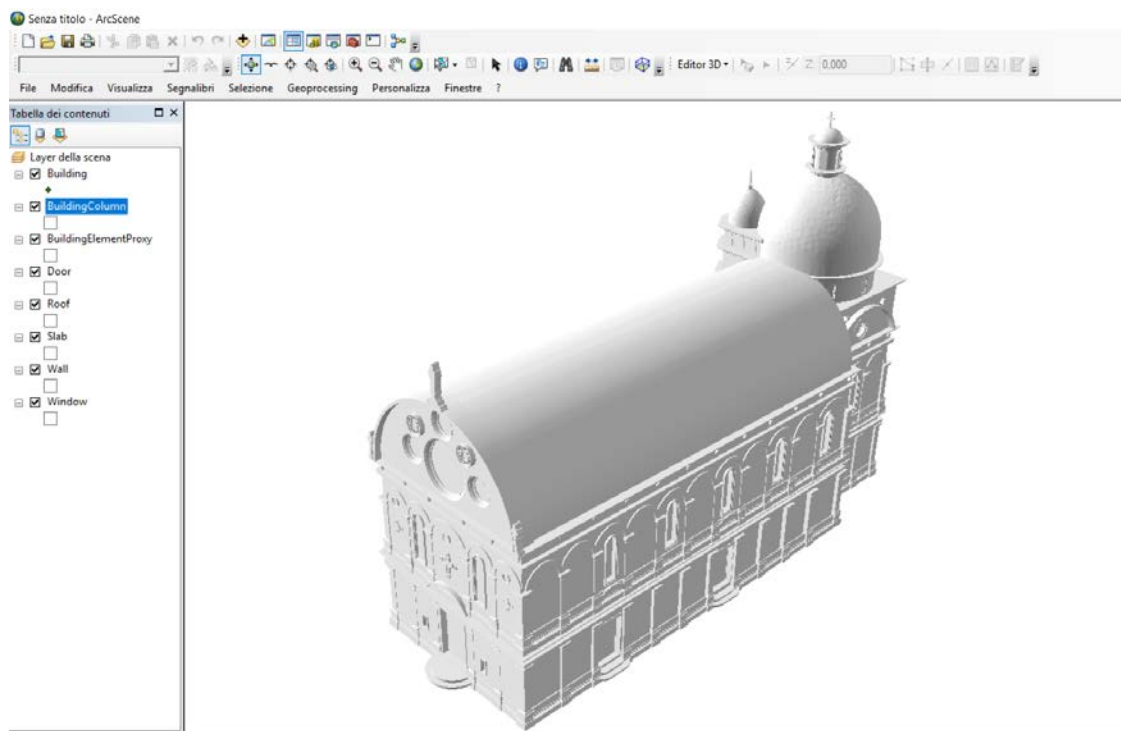 Senza titolo - ArcScene
Editor 3D
Z: 0,000
File Modifica Visualizza Segnalibri Selezione Geoprocessing Personalizza Finestre ?
Tabella dei contenuti
Layer della scena
Building
BuildingColumn
BuildingElementProxy
Door
Roof
Slab
Wall
Window